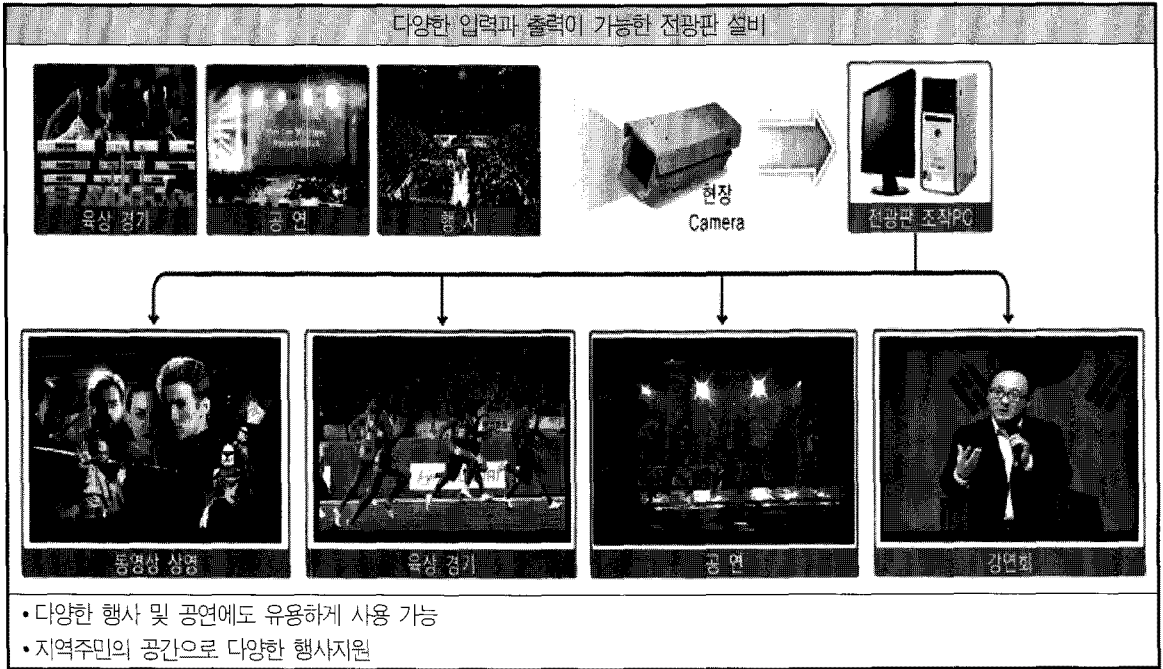 다양한 입력과 출력이 가능한 전광판 설비
육상 경기
공 연
행 사
현장
Camera
전광판 조작PC
동영상 상영
육상 경기
공 연
강연회
• 다양한 행사 및 공연에도 유용하게 사용 가능
• 지역주민의 공간으로 다양한 행사지원